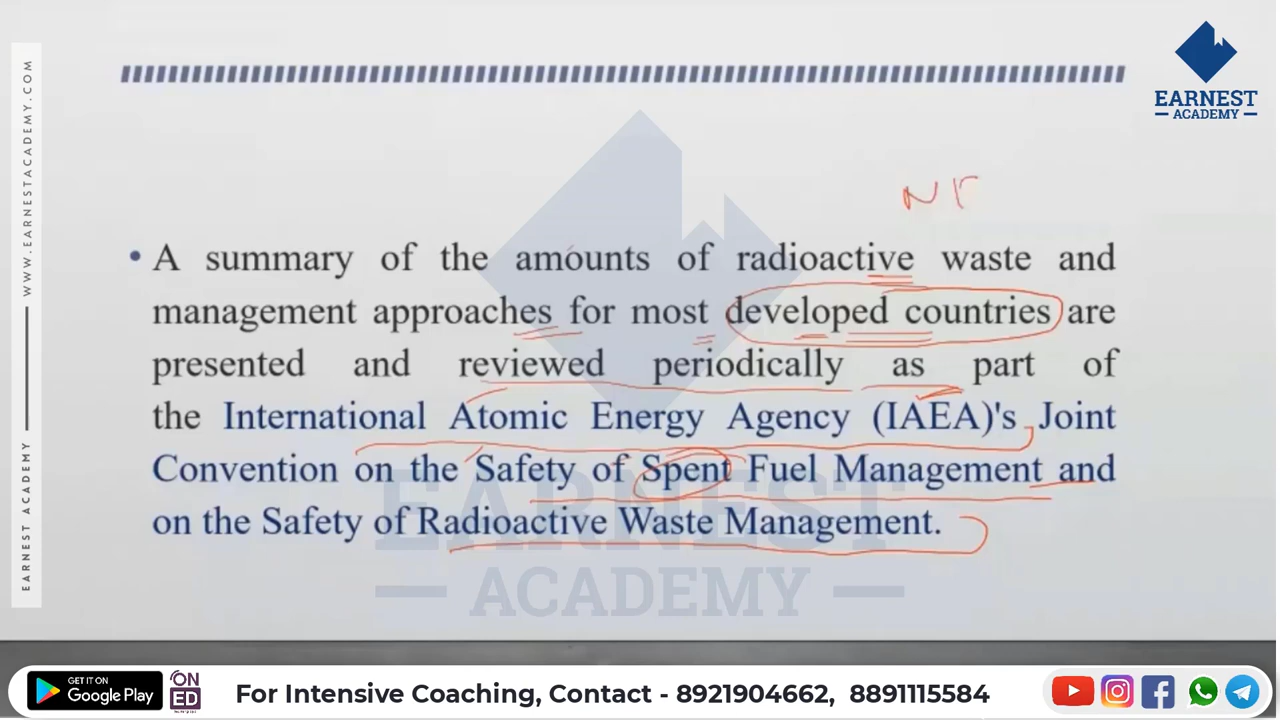 EARNEST
ACADEMY
WWW.EARNESTACADEMY.COM
EARNEST ACADEMY
• A summary of the amounts of radioactive waste and
management approaches for most developed countries are
presented and reviewed periodically as part of
the International Atomic Energy Agency (IAEA)'s Joint
Convention on the Safety of Spent Fuel Management and
on the Safety of Radioactive Waste Management.
EARNEST
ACADEMY
GET IT ON
Google Play
ON
ED
For Intensive Coaching, Contact - 8921904662, 8891115584